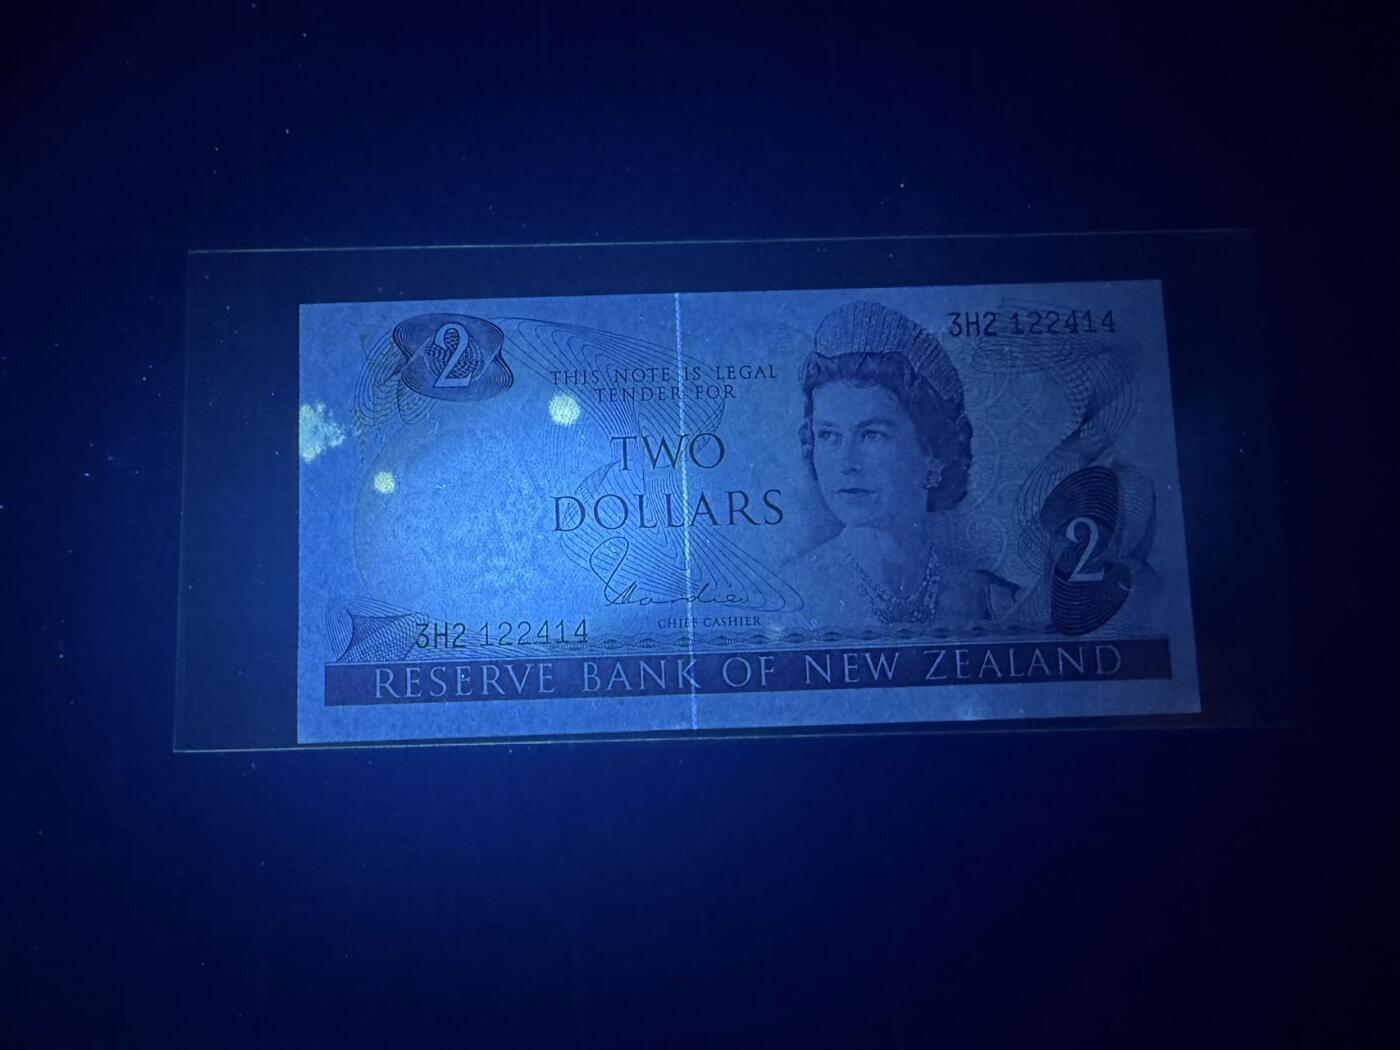 2
3H2 122414
THIS NOTE IS LEGAL
TENDER FOR
TWO
DOLLARS
2
Hardie
CHIEF CASHIER
3H2 122414
RESERVE BANK OF NEW ZEALAND